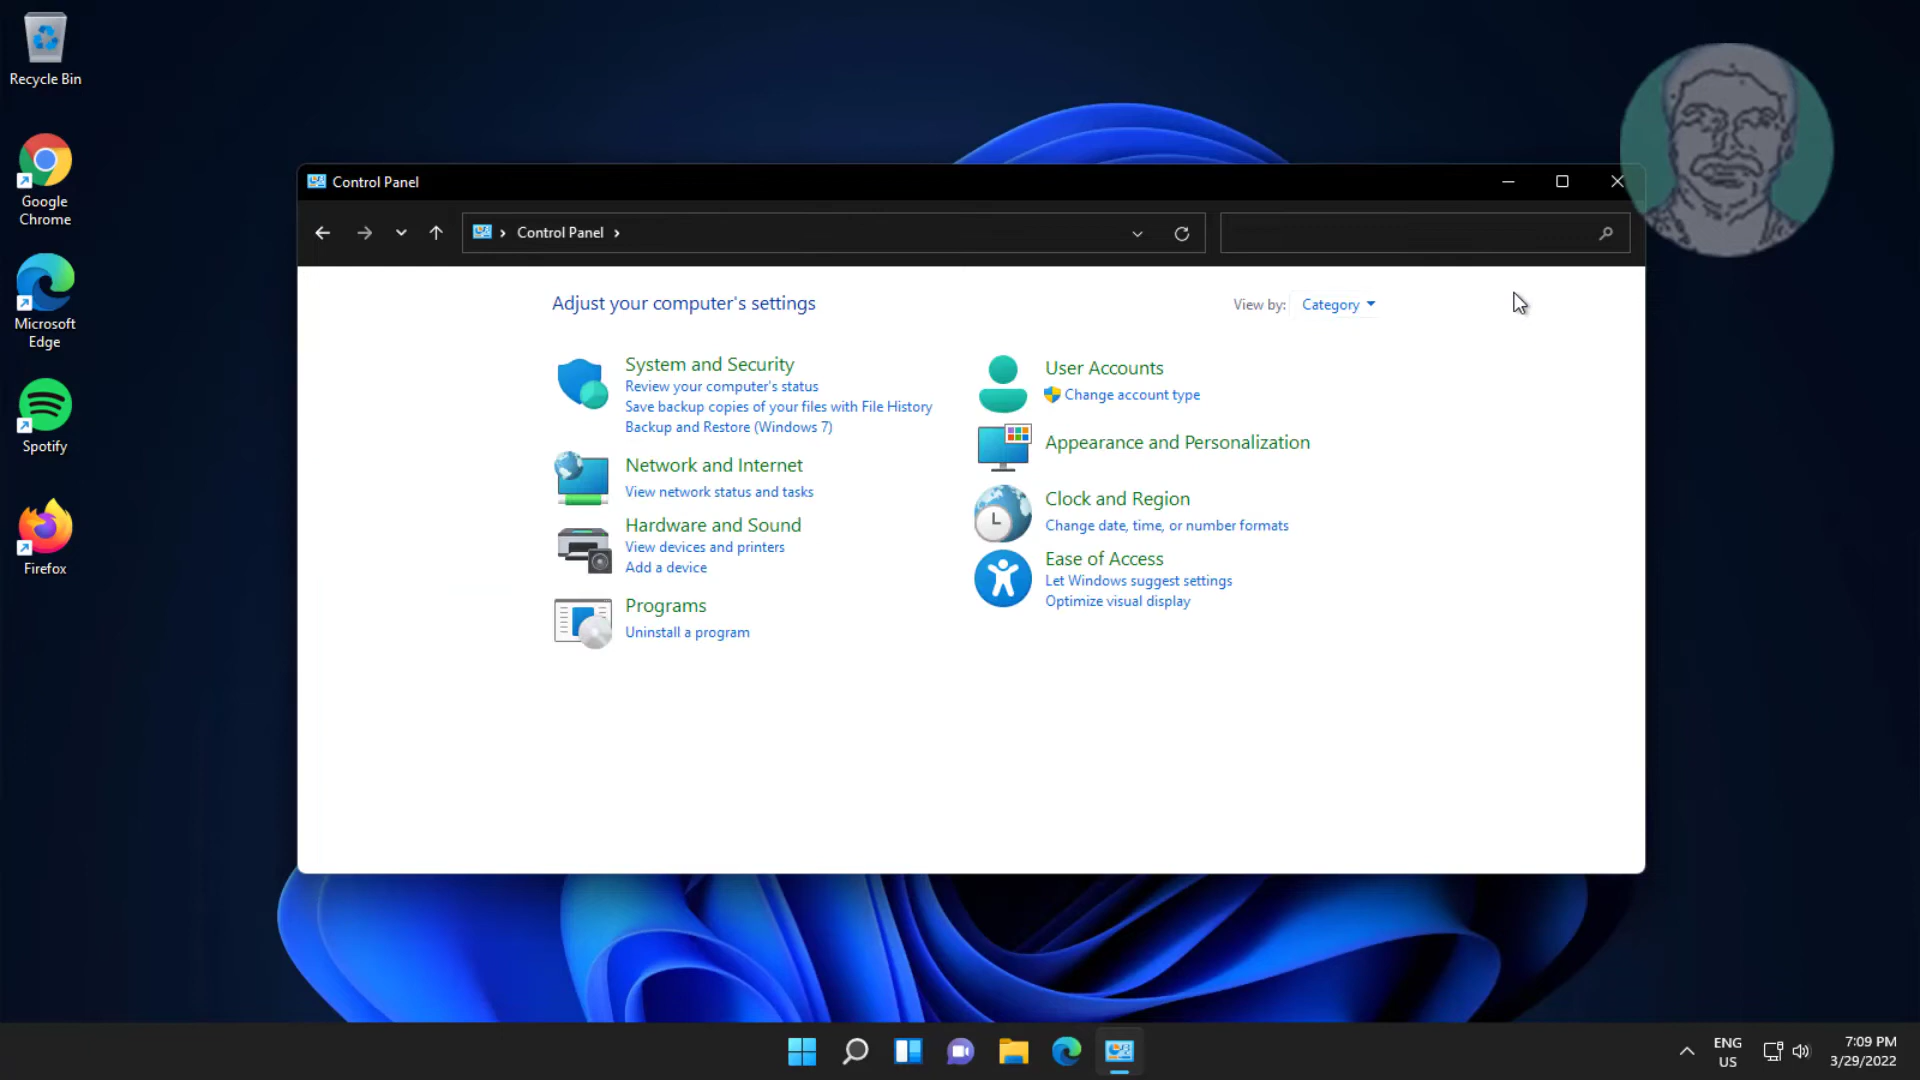 Recycle Bin
Google
Chrome
Microsoft
Edge
Spotify
Firefox
Control Panel
Control Panel
Adjust your computer's settings
View by: Category
System and Security
Review your computer's status
Save backup copies of your files with File History
Backup and Restore (Windows 7)
Network and Internet
View network status and tasks
Hardware and Sound
View devices and printers
Add a device
Programs
Uninstall a program
User Accounts
Change account type
Appearance and Personalization
Clock and Region
Change date, time, or number formats
Ease of Access
Let Windows suggest settings
Optimize visual display
ENG
US
7:09 PM
3/29/2022